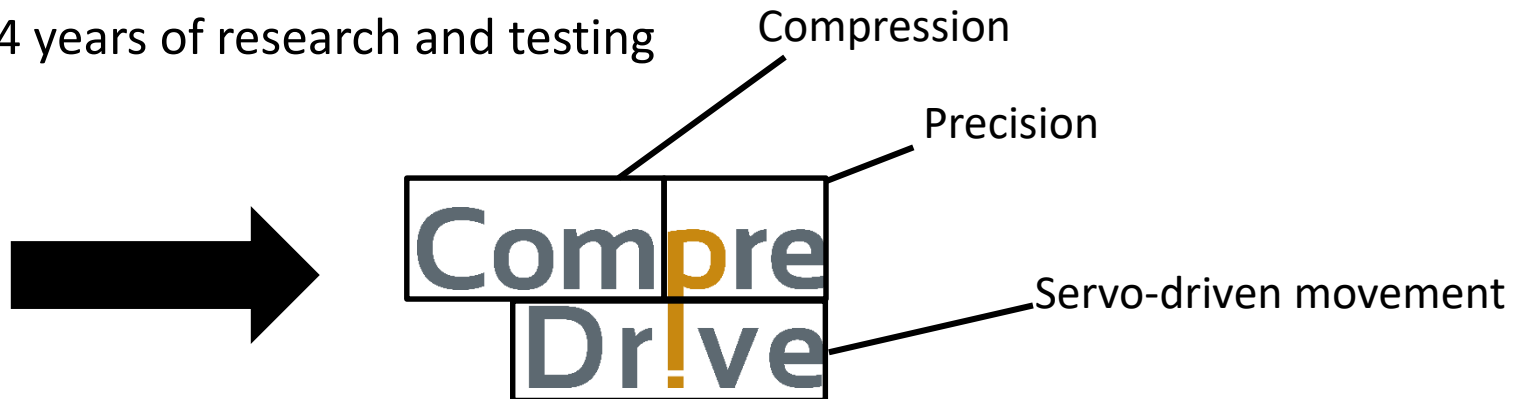 4 years of research and testing
Compression
Precision
Compre
Servo-driven movement
Dr!ve